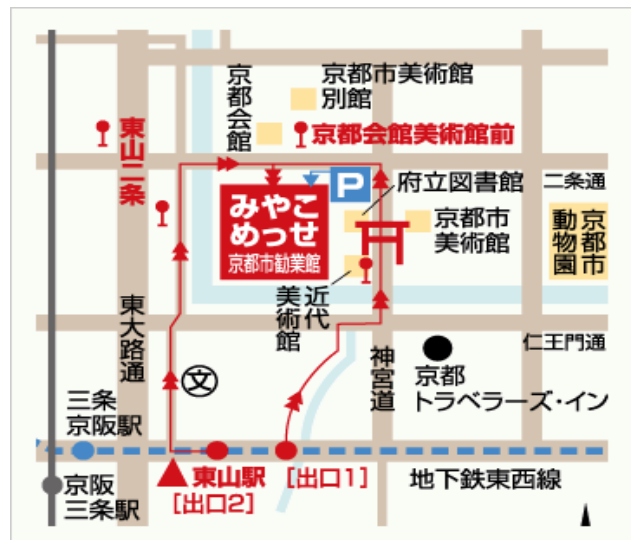 京都会館
京都市美術館
別館
京都会館美術館前
東山二条
P
みやこ
めっせ
京都市勧業館
府立図書館
二条通
京都市
美術館
京都市
動物園
近代
美術館
東大路通
神宮道
仁王門通
京都
トラベラーズ・イン
文
三条
京阪駅
東山駅
[出口2]
[出口1]
地下鉄東西線
京阪
三条駅